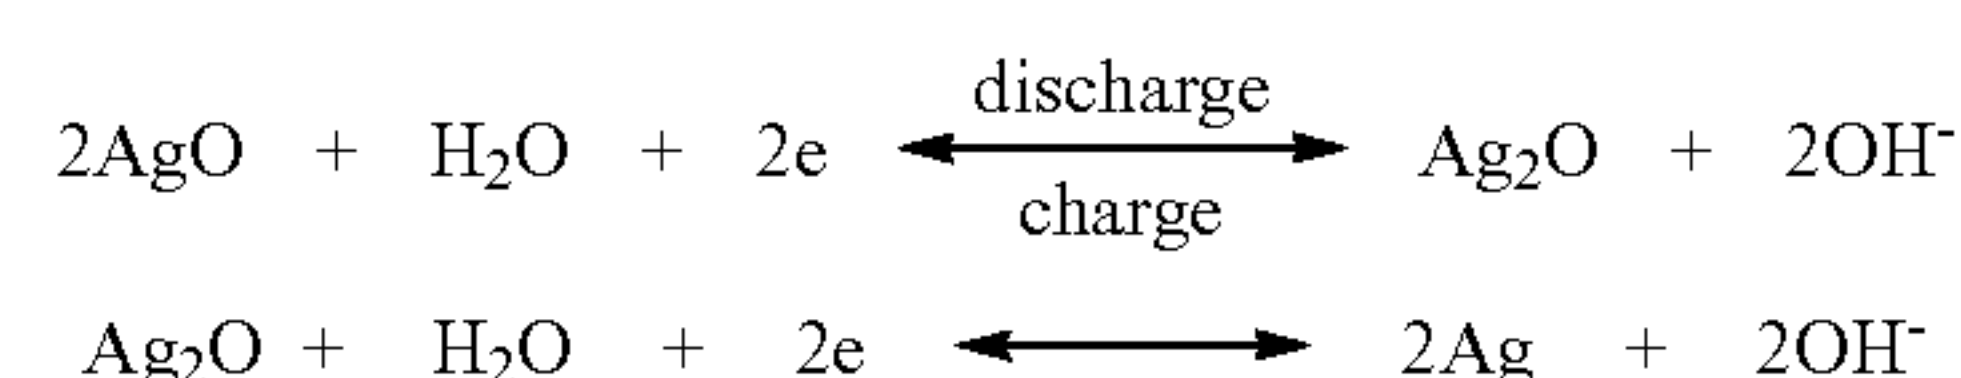 discharge
2AgO + H₂O + 2e ⟷ Ag₂O + 2OH⁻
charge
Ag₂O + H₂O + 2e ⟷ 2Ag + 2OH⁻